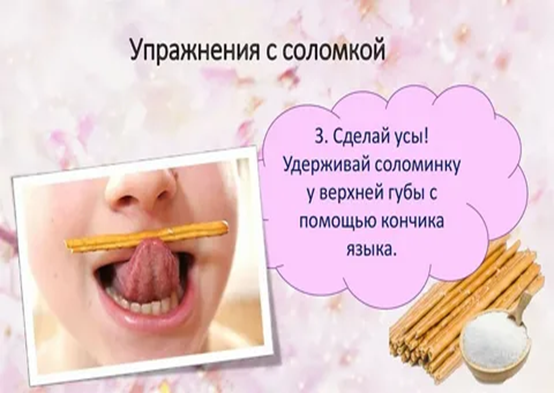 Упражнения с соломкой
3. Сделай усы!
Удерживай соломинку
у верхней губы с
помощью кончика
языка.